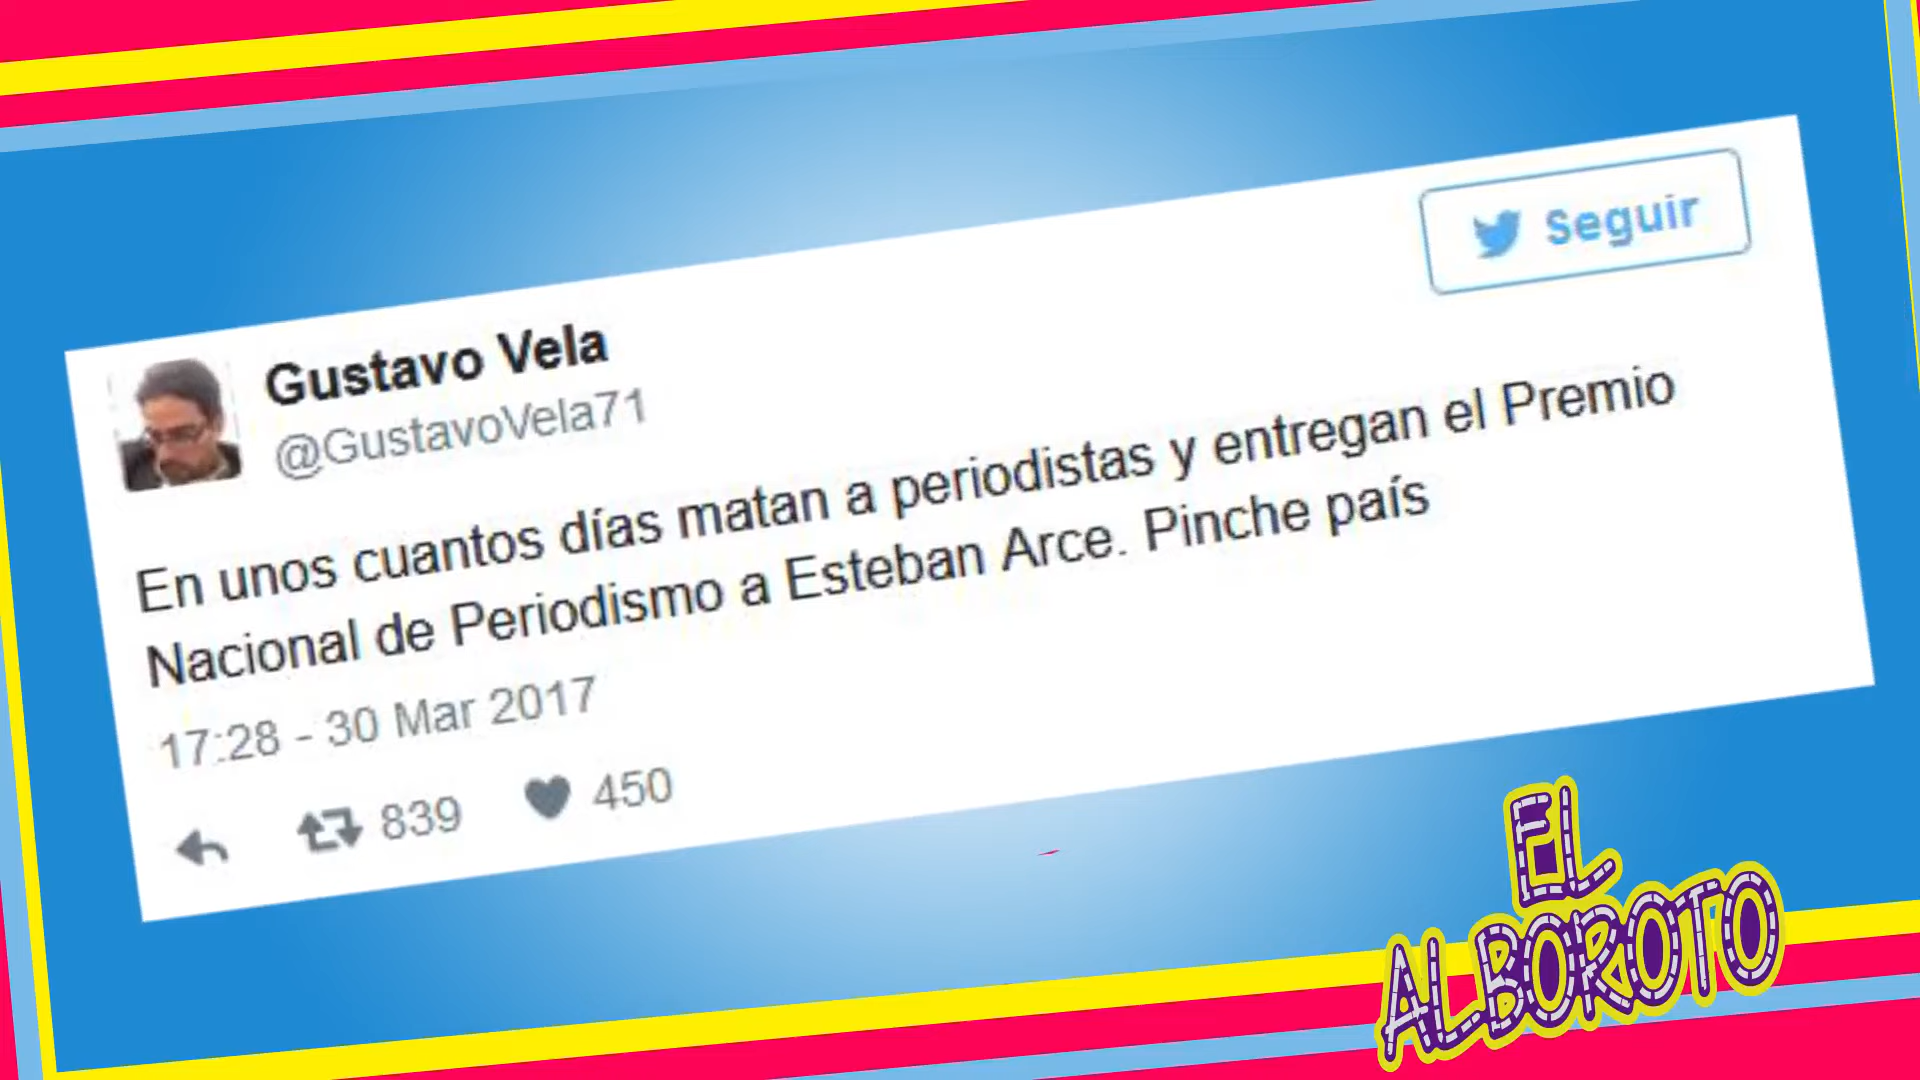 Seguir
Gustavo Vela
@GustavoVela71
En unos cuantos días matan a periodistas y entregan el Premio
Nacional de Periodismo a Esteban Arce. Pinche país
17:28 - 30 Mar 2017
839 450
EL
ALBOROTO